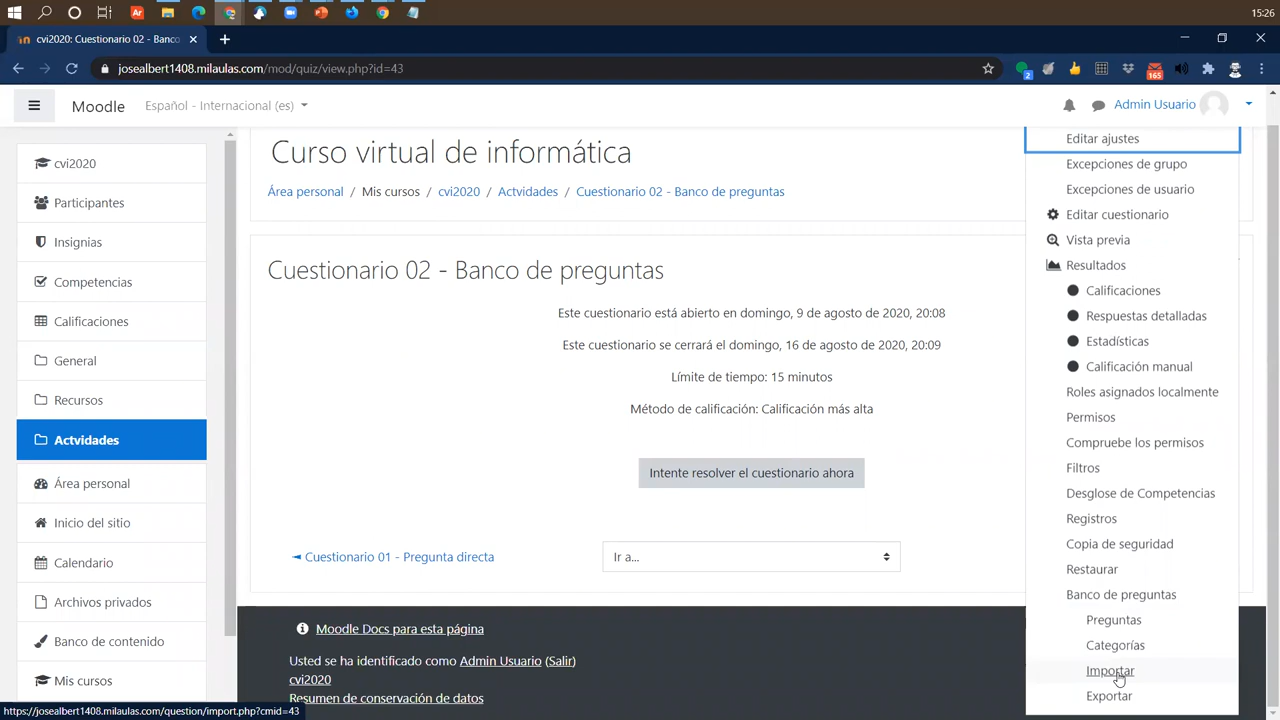 15:26
cvi2020: Cuestionario 02 - Banco
josealbert1408.milaulas.com/mod/quiz/view.php?id=43
2
165
Moodle
Español - Internacional (es)
Admin Usuario
cvi2020
Participantes
Insignias
Competencias
Calificaciones
General
Recursos
Actvidades
Área personal
Inicio del sitio
Calendario
Archivos privados
Banco de contenido
Mis cursos
Curso virtual de informática
Área personal / Mis cursos / cvi2020 / Actvidades / Cuestionario 02 - Banco de preguntas
Cuestionario 02 - Banco de preguntas
Este cuestionario está abierto en domingo, 9 de agosto de 2020, 20:08
Este cuestionario se cerrará el domingo, 16 de agosto de 2020, 20:09
Límite de tiempo: 15 minutos
Método de calificación: Calificación más alta
Intente resolver el cuestionario ahora
◄ Cuestionario 01 - Pregunta directa
Ir a...
Moodle Docs para esta página
Usted se ha identificado como Admin Usuario (Salir)
cvi2020
Resumen de conservación de datos
Editar ajustes
Excepciones de grupo
Excepciones de usuario
Editar cuestionario
Vista previa
Resultados
Calificaciones
Respuestas detalladas
Estadísticas
Calificación manual
Roles asignados localmente
Permisos
Compruebe los permisos
Filtros
Desglose de Competencias
Registros
Copia de seguridad
Restaurar
Banco de preguntas
Preguntas
Categorías
Importar
Exportar
https://josealbert1408.milaulas.com/question/import.php?cmid=43